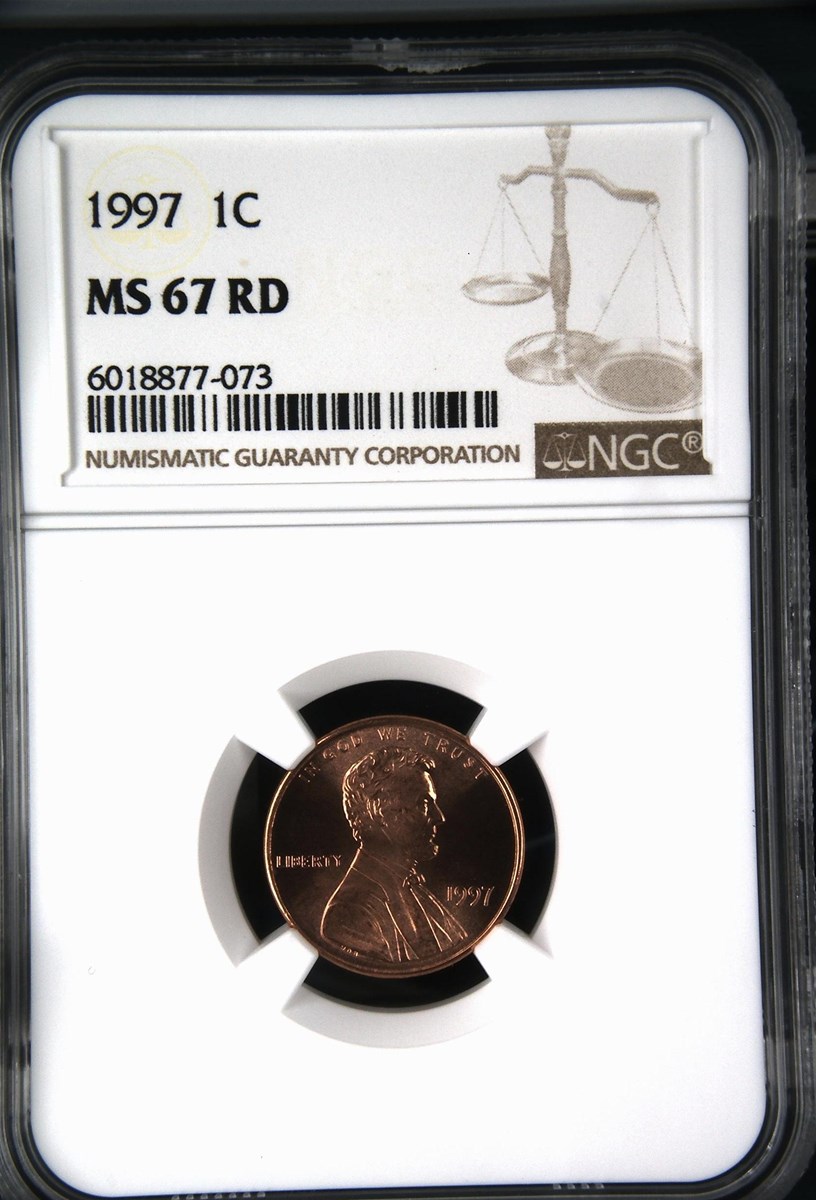 1997 1C
MS 67 RD
6018877-073
NUMISMATIC GUARANTY CORPORATION
NGC®
IN GOD WE TRUST
LIBERTY
1997